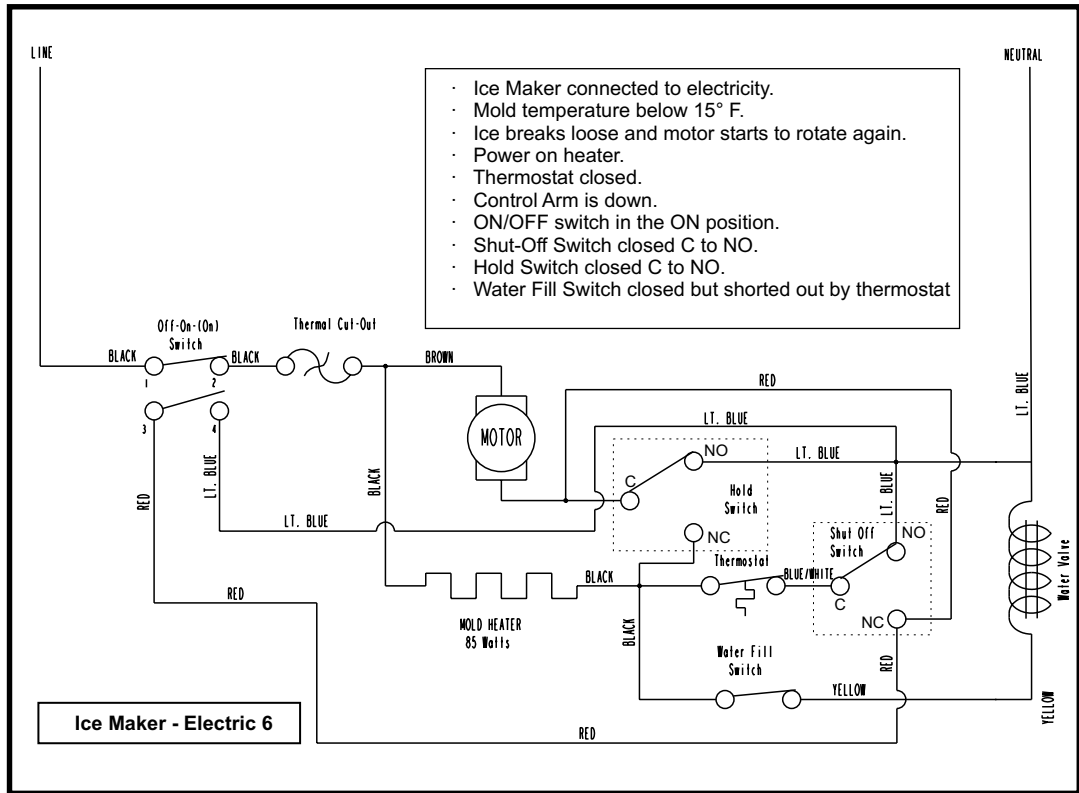 LINE
NEUTRAL
· Ice Maker connected to electricity.
· Mold temperature below 15° F.
· Ice breaks loose and motor starts to rotate again.
· Power on heater.
· Thermostat closed.
· Control Arm is down.
· ON/OFF switch in the ON position.
· Shut-Off Switch closed C to NO.
· Hold Switch closed C to NO.
· Water Fill Switch closed but shorted out by thermostat
Off-On-(On)
Switch
Thermal Cut-Out
BLACK
BLACK
BROWN
1
2
3
4
RED
LT. BLUE
LT. BLUE
MOTOR
NO
LT. BLUE
C
Hold
Switch
NC
LT. BLUE
RED
BLACK
LT. BLUE
LT. BLUE
RED
Shut Off
Switch
NO
Thermostat
BLUE/WHITE
C
NC
BLACK
MOLD HEATER
85 Watts
RED
BLACK
Water Valve
Water Fill
Switch
RED
YELLOW
YELLOW
RED
Ice Maker - Electric 6